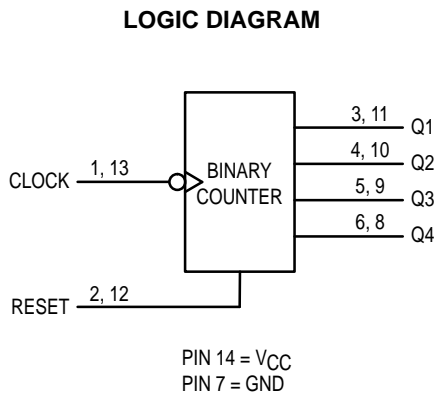 LOGIC DIAGRAM
3, 11 Q1
4, 10 Q2
CLOCK 1, 13 BINARY COUNTER
5, 9 Q3
6, 8 Q4
RESET 2, 12
PIN 14 = VCC
PIN 7 = GND